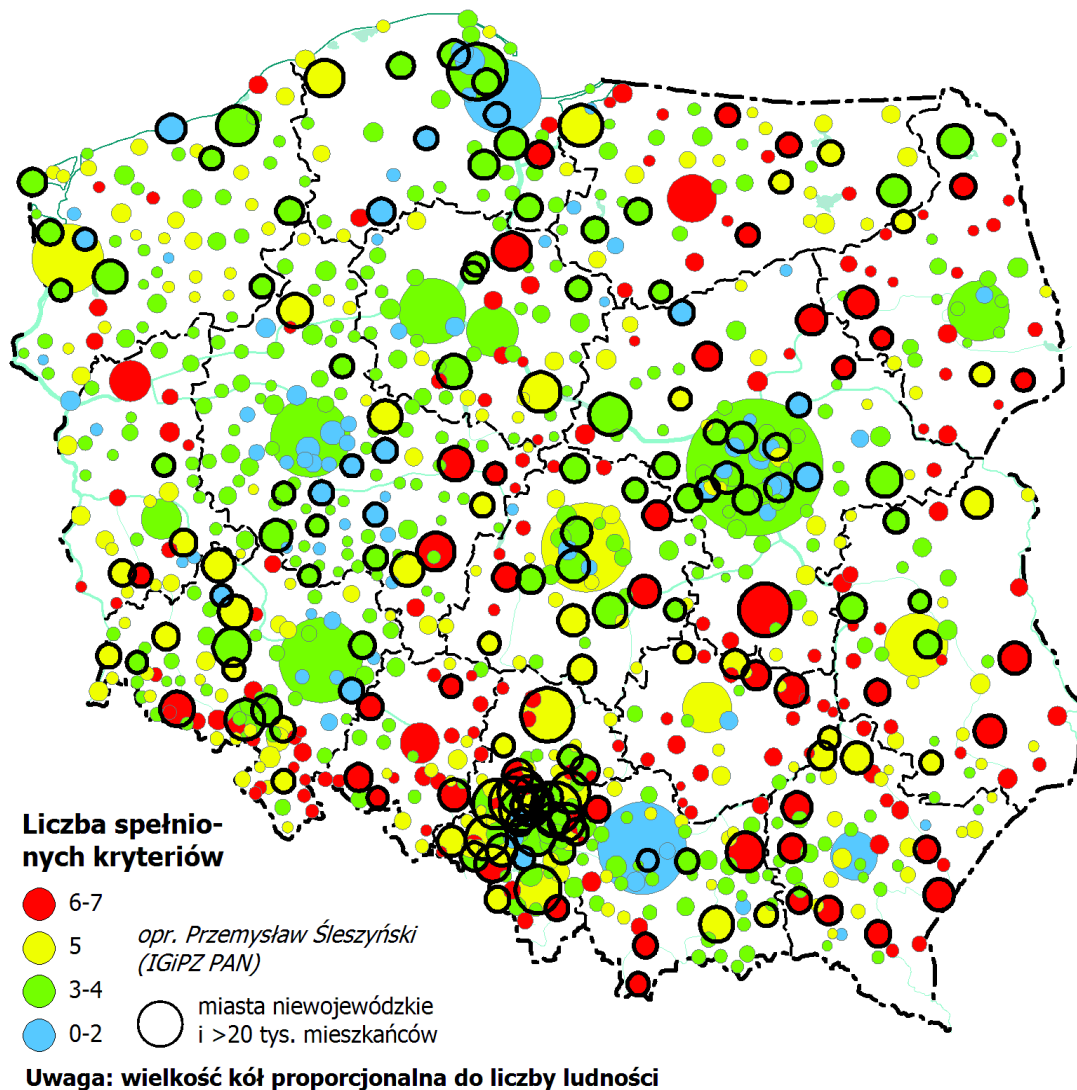 Liczba spełnio-
nych kryteriów
6-7
5
3-4
0-2
opr. Przemysław Śleszyński
(IGiPZ PAN)
miasta niewojewódzkie
i >20 tys. mieszkańców
Uwaga: wielkość kół proporcjonalna do liczby ludności